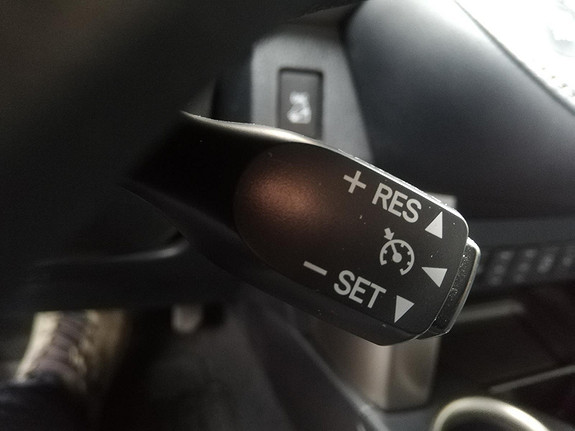 + RES
- SET